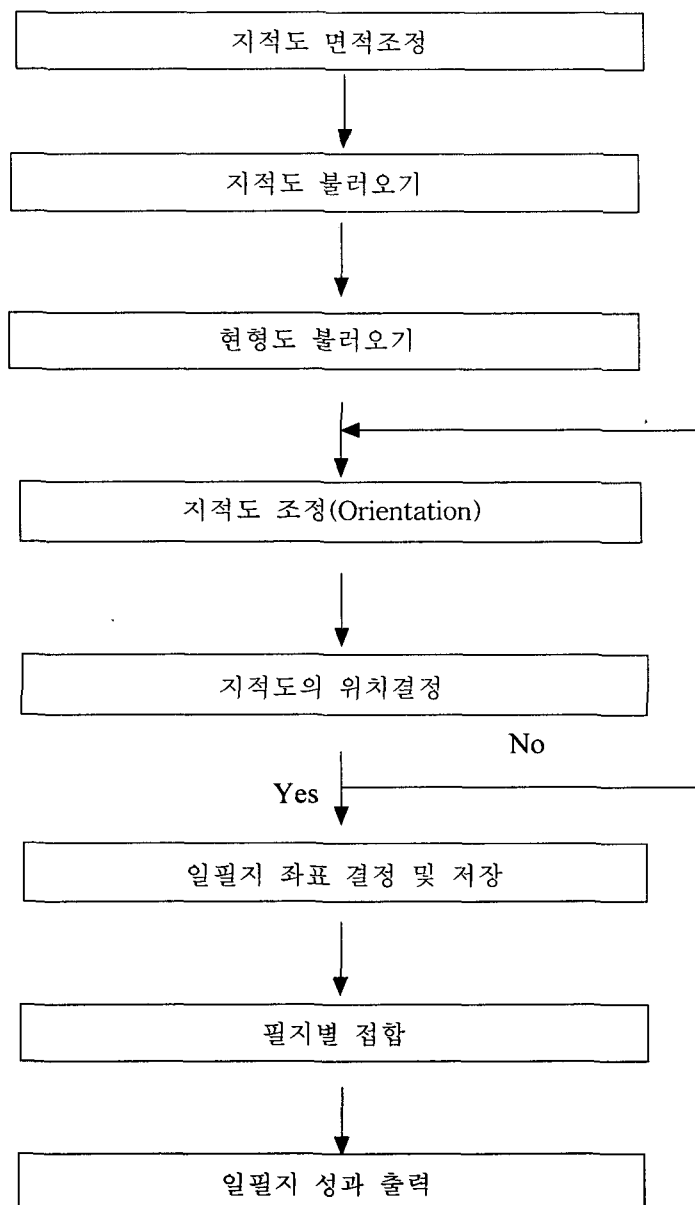 지적도 면적조정
지적도 불러오기
현형도 불러오기
지적도 조정(Orientation)
지적도의 위치결정
No
Yes
일필지 좌표 결정 및 저장
필지별 접합
일필지 성과 출력